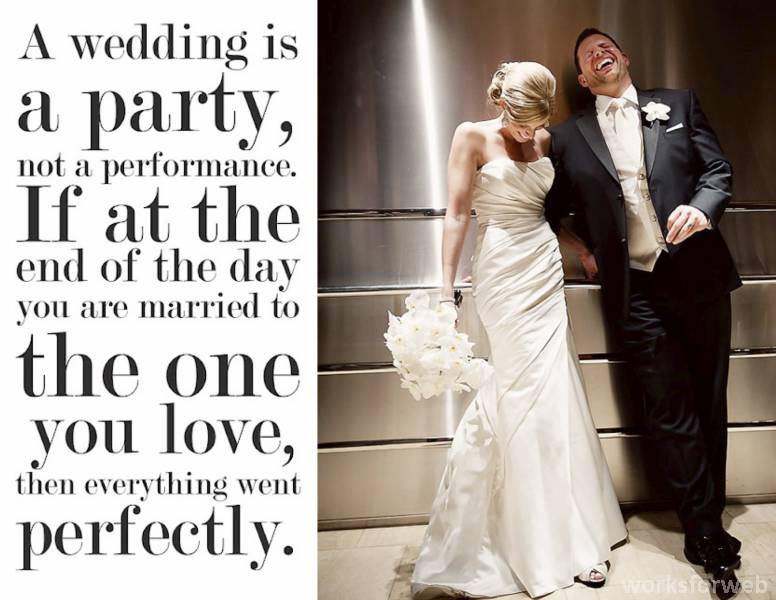 A wedding is
a party,
not a performance.
If at the
end of the day
you are married to
the one
you love,
then everything went
perfectly.
worksforweb